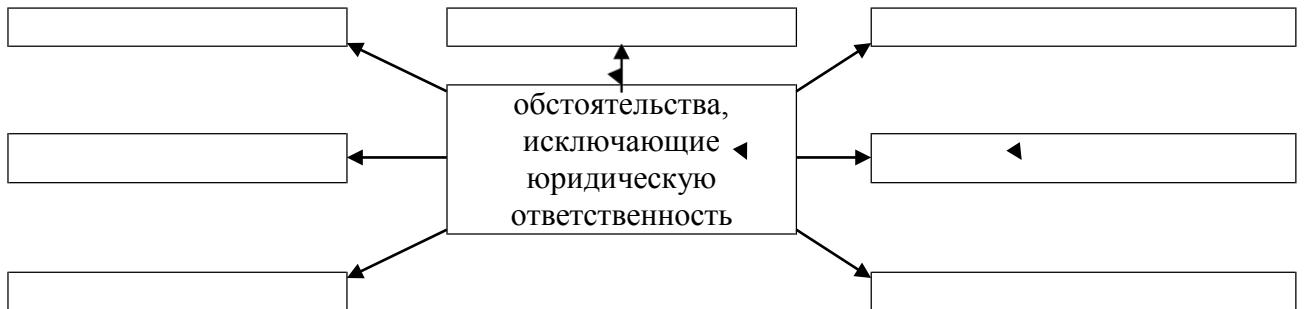 обстоятельства,
исключающие
юридическую
ответственность